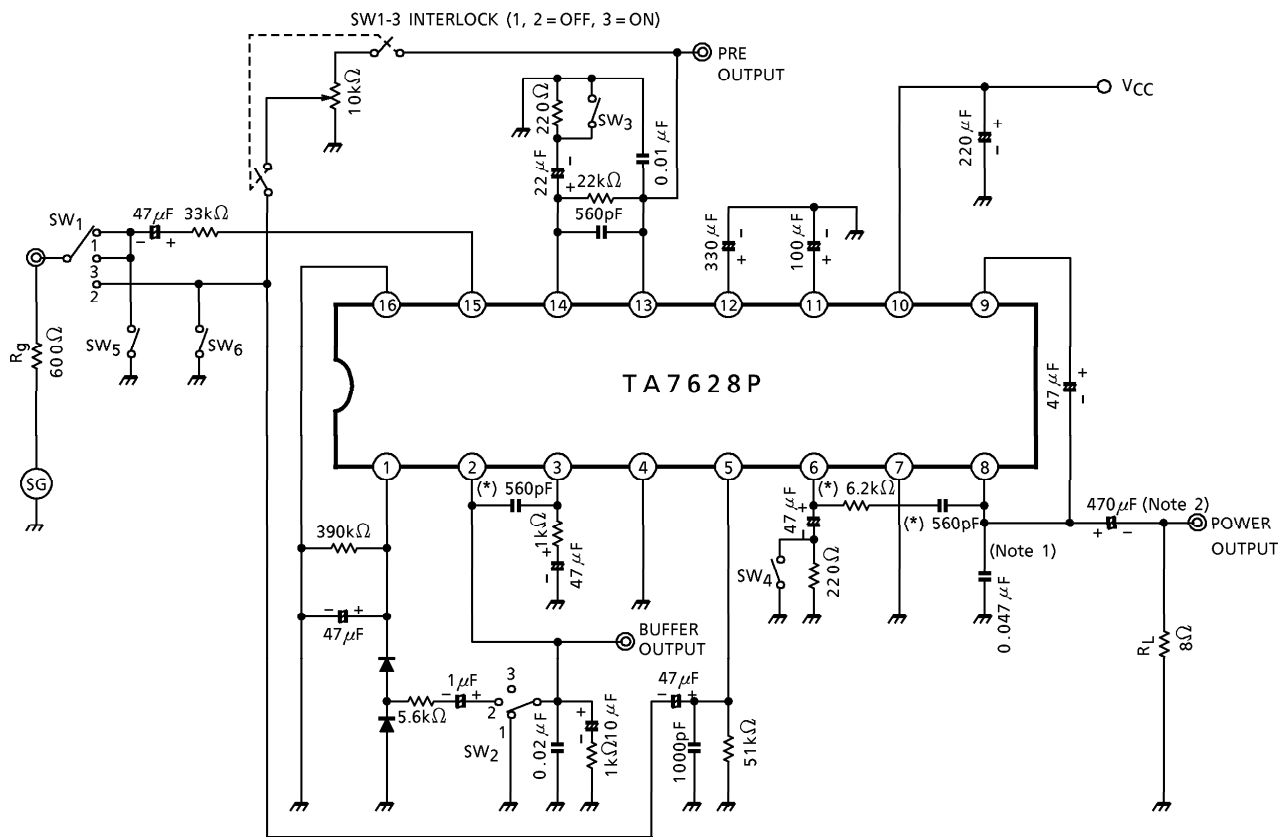 SW1-3 INTERLOCK (1, 2 = OFF, 3 = ON)
PRE
OUTPUT
10kΩ
220Ω
SW3
22μF
-
+
22kΩ
560pF
0.01μF
VCC
220μF
+
-
SW1
47μF
33kΩ
-
+
1
3
2
330μF
-
+
100μF
-
+
SW5
SW6
Rg
600Ω
SG
16
15
14
13
12
11
10
9
TA7628P
47μF
+
-
1
2
3
4
5
6
7
8
(*) 560pF
1kΩ
+
-
47μF
390kΩ
-
+
47μF
47μF
+
-
(*) 6.2kΩ
(*) 560pF
SW4
220Ω
(Note 1)
0.047μF
470μF (Note 2)
+
-
POWER
OUTPUT
RL
8Ω
BUFFER
OUTPUT
5.6kΩ
1μF
-
+
3
2
1
SW2
0.02μF
+
-
10μF
1kΩ
47μF
-
+
1000pF
51kΩ